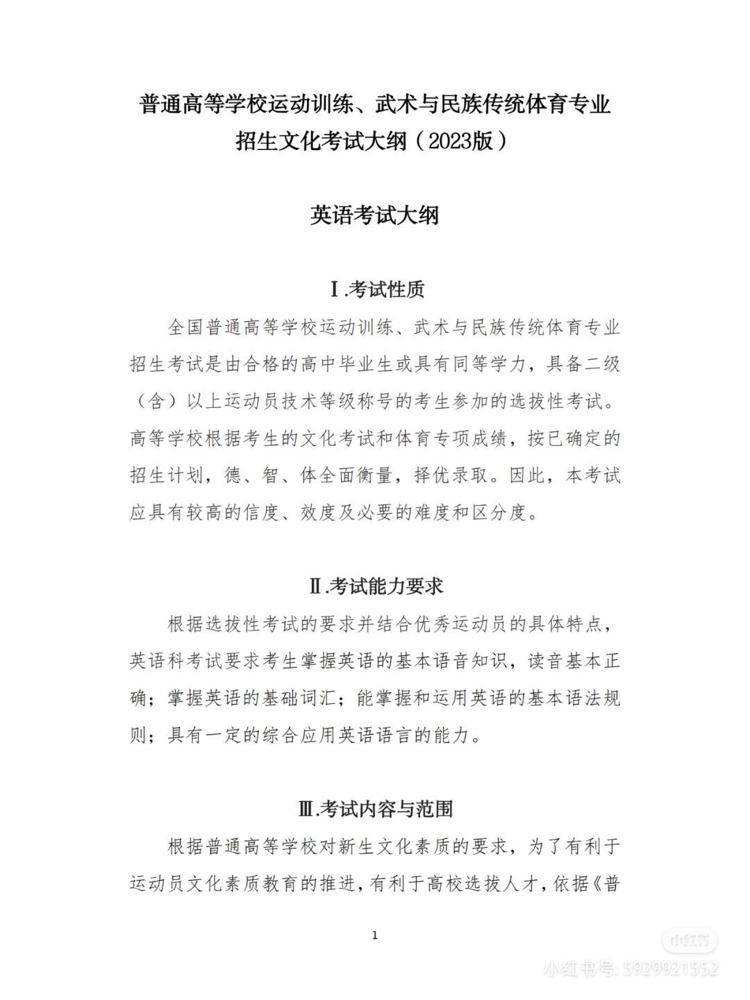 普通高等学校运动训练、武术与民族传统体育专业
招生文化考试大纲（2023版）
英语考试大纲
Ⅰ.考试性质
全国普通高等学校运动训练、武术与民族传统体育专业
招生考试是由合格的高中毕业生或具有同等学力，具备二级
（含）以上运动员技术等级称号的考生参加的选拔性考试。
高等学校根据考生的文化考试和体育专项成绩，按已确定的
招生计划，德、智、体全面衡量，择优录取。因此，本考试
应具有较高的信度、效度及必要的难度和区分度。
Ⅱ.考试能力要求
根据选拔性考试的要求并结合优秀运动员的具体特点，
英语科考试要求考生掌握英语的基本语音知识，读音基本正
确；掌握英语的基础词汇；能掌握和运用英语的基本语法规
则；具有一定的综合应用英语语言的能力。
Ⅲ.考试内容与范围
根据普通高等学校对新生文化素质的要求，为了有利于
运动员文化素质教育的推进，有利于高校选拔人才，依据《普
1
小红书
小红书号: 5929921552